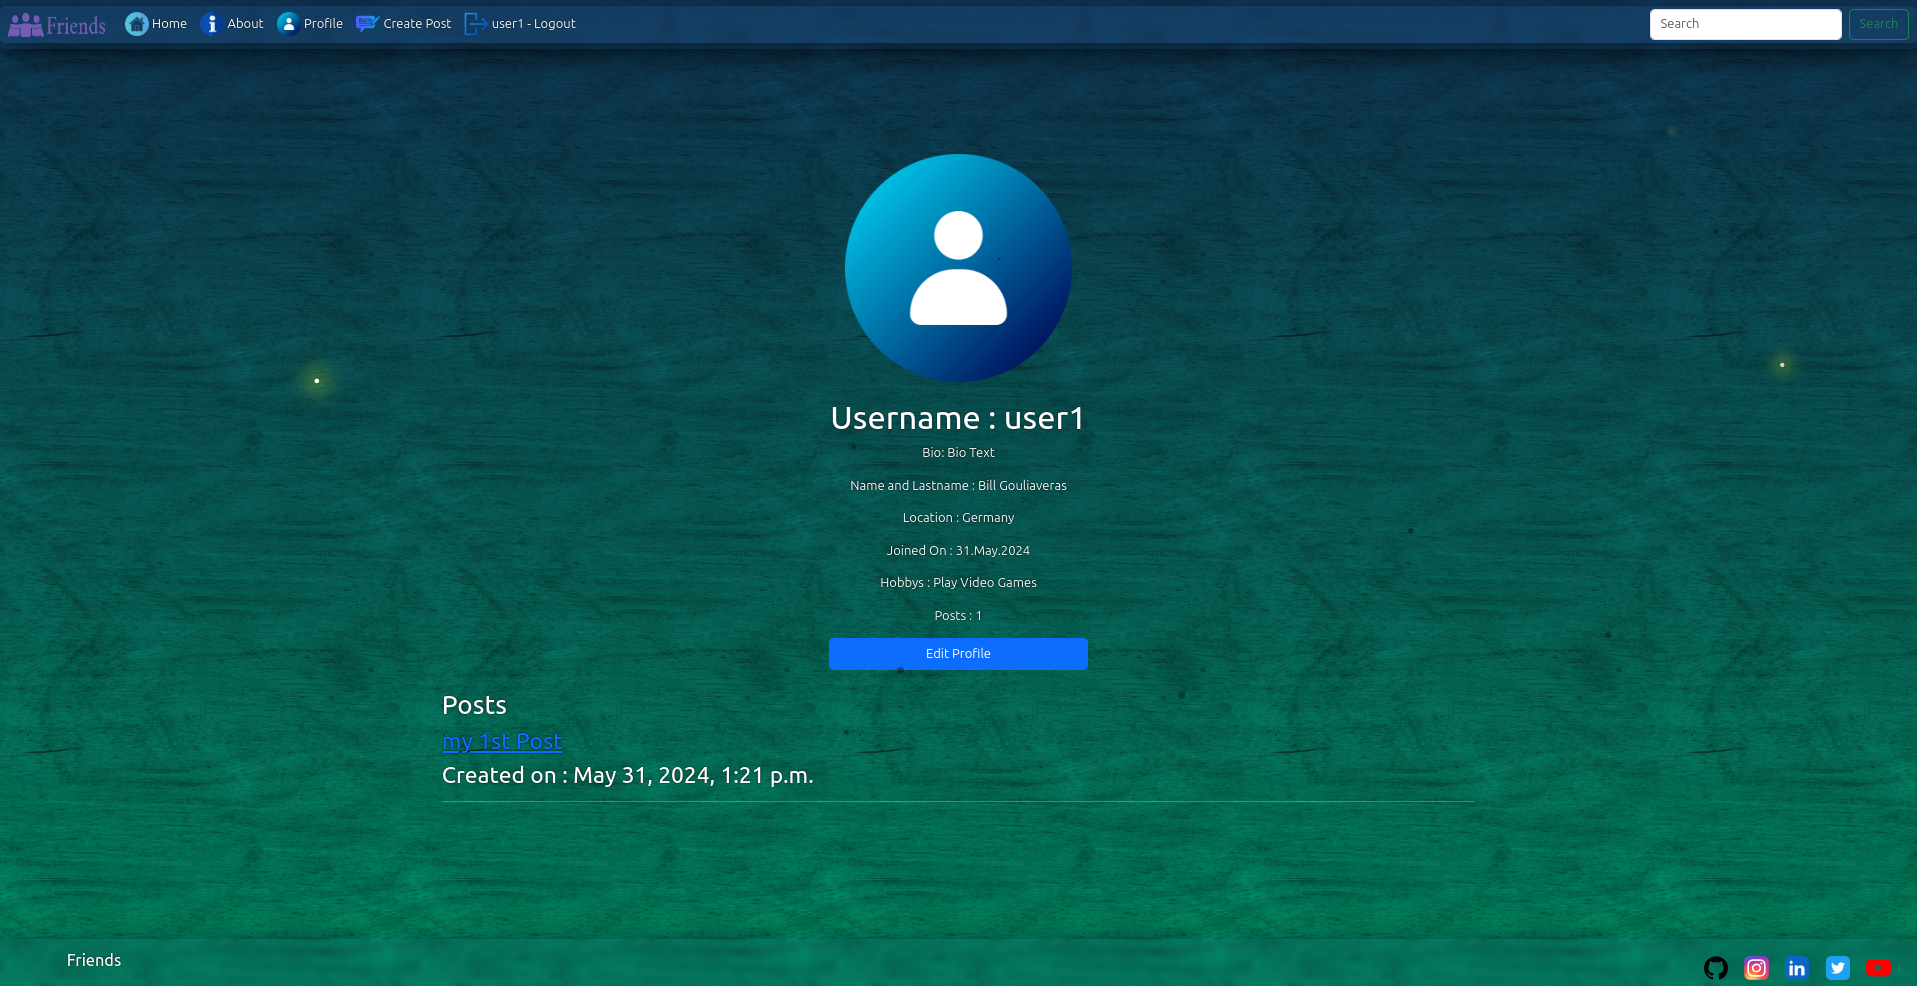 Friends Home About Profile Create Post user1 - Logout Search Search
Username : user1
Bio: Bio Text
Name and Lastname : Bill Gouliaveras
Location : Germany
Joined On : 31.May.2024
Hobbys : Play Video Games
Posts : 1
Edit Profile
Posts
my 1st Post
Created on : May 31, 2024, 1:21 p.m.
Friends